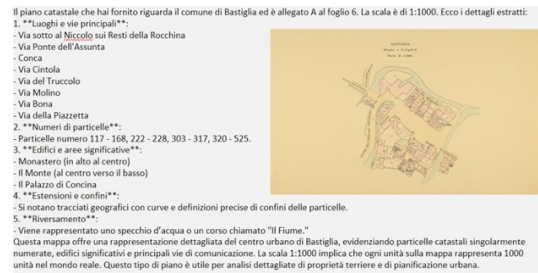 Il piano catastale che hai fornito riguarda il comune di Bastiglia ed è allegato A al foglio 6. La scala è di 1:1000. Ecco i dettagli estratti:
1. **Luoghi e vie principali**:
- Via sotto al Niccolo sui Resti della Rocchina
- Via Ponte dell'Assunta
- Conca
- Via Cintola
- Via del Truccolo
- Via Molino
- Via Bona
- Via della Piazzetta
2. **Numeri di particelle**:
- Particelle numero 117 - 168, 222 - 228, 303 - 317, 320 - 525.
3. **Edifici e aree significative**:
- Monastero (in alto al centro)
- Il Monte (al centro verso il basso)
- Il Palazzo di Concina
4. **Estensioni e confini**:
- Si notano tracciati geografici con curve e definizioni precise di confini delle particelle.
5. **Riversamento**:
- Viene rappresentato uno specchio d'acqua o un corso chiamato "Il Fiume."
Questa mappa offre una rappresentazione dettagliata del centro urbano di Bastiglia, evidenziando particelle catastali singolarmente
numerate, edifici significativi e principali vie di comunicazione. La scala 1:1000 implica che ogni unità sulla mappa rappresenta 1000
unità nel mondo reale. Questo tipo di piano è utile per analisi dettagliate di proprietà terriere e di pianificazione urbana.
BASTIGLIA